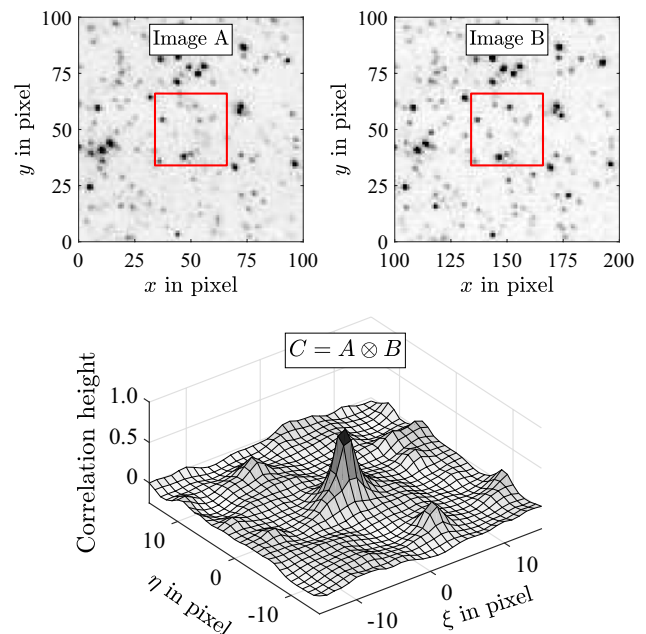 Image A
Image B
100
75
50
25
0
y in pixel
0
25
50
75
100
x in pixel
100
75
50
25
0
y in pixel
100
125
150
175
200
x in pixel
C = A ⊗ B
Correlation height
1.0
0.5
0
10
0
-10
η in pixel
-10
0
10
ξ in pixel